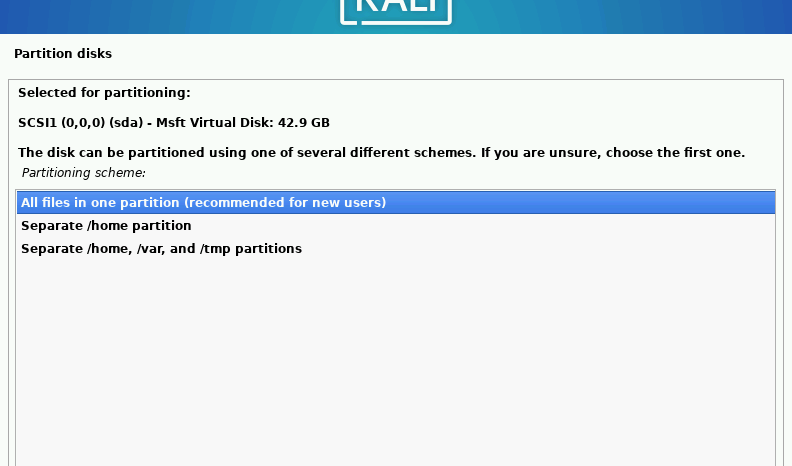 KALI
Partition disks
Selected for partitioning:
SCSI1 (0,0,0) (sda) - Msft Virtual Disk: 42.9 GB
The disk can be partitioned using one of several different schemes. If you are unsure, choose the first one.
Partitioning scheme:
All files in one partition (recommended for new users)
Separate /home partition
Separate /home, /var, and /tmp partitions